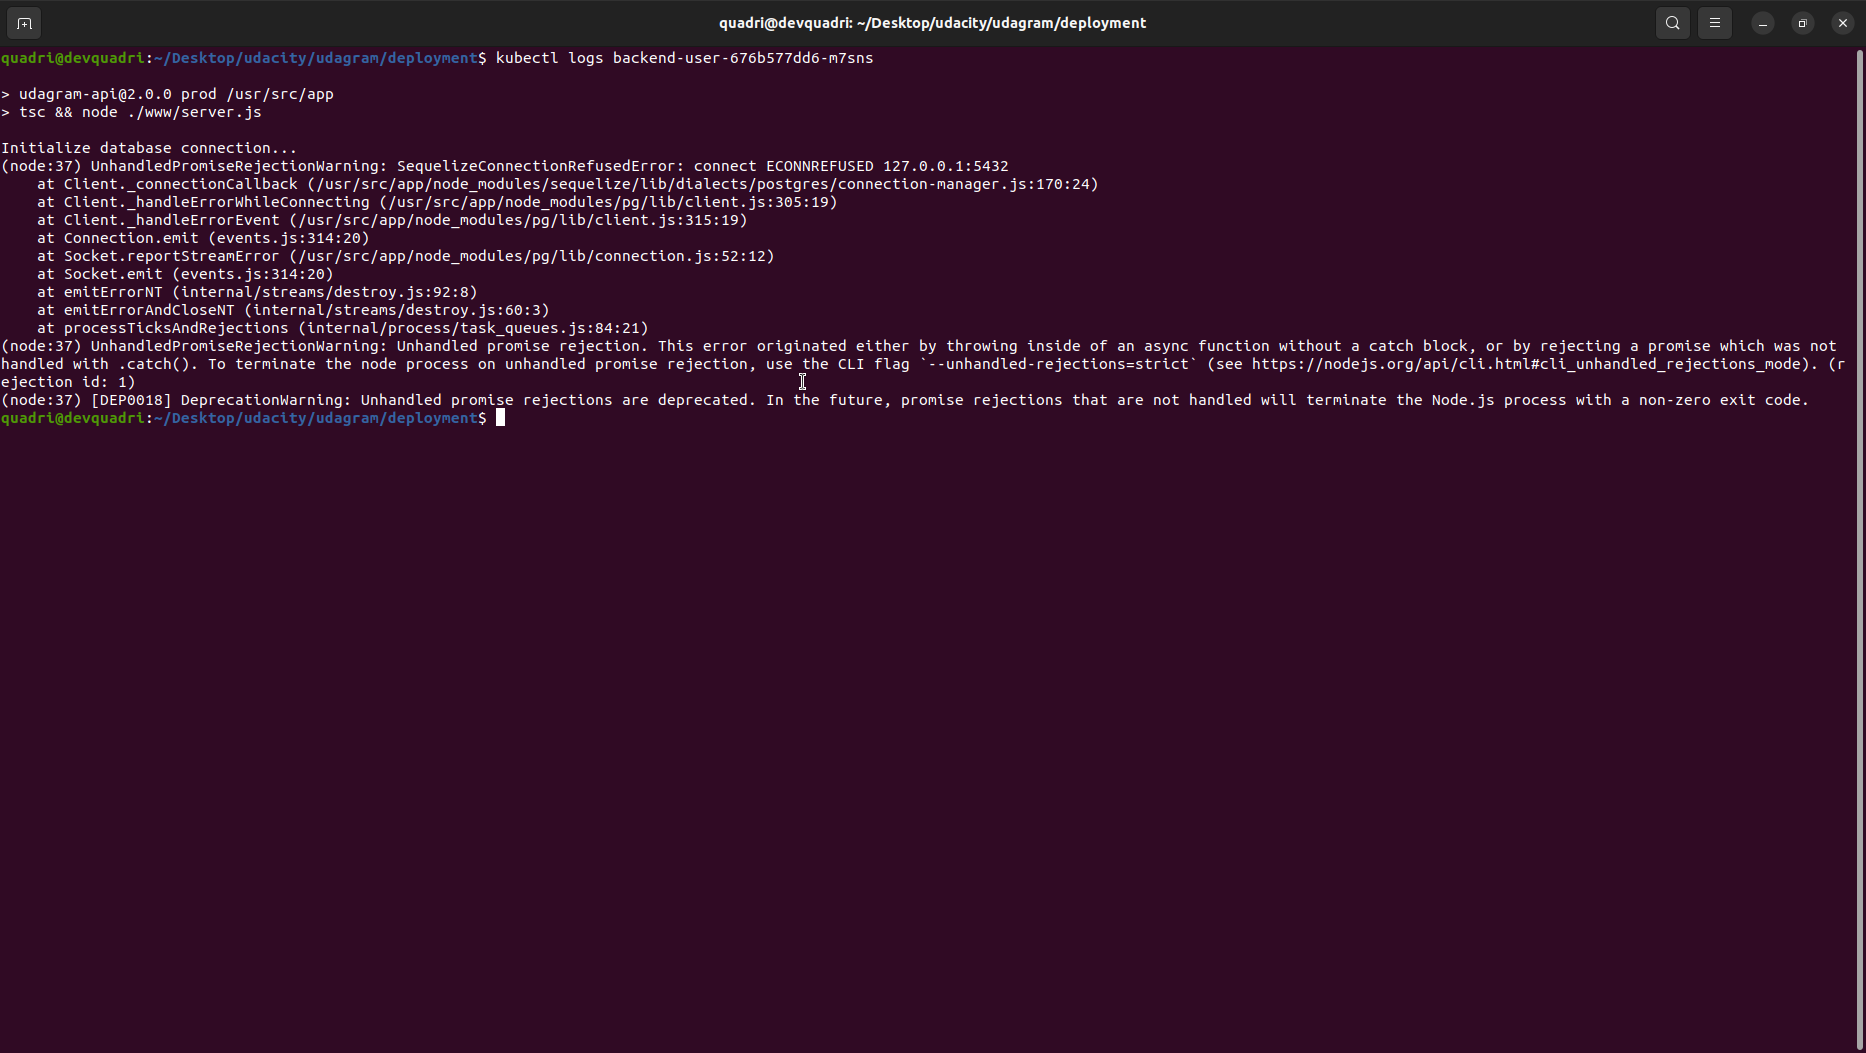 quadri@devquadri: ~/Desktop/udacity/udagram/deployment
quadri@devquadri:~/Desktop/udacity/udagram/deployment$ kubectl logs backend-user-676b577dd6-m7sns
> udagram-api@2.0.0 prod /usr/src/app
> tsc && node ./www/server.js
Initialize database connection...
(node:37) UnhandledPromiseRejectionWarning: SequelizeConnectionRefusedError: connect ECONNREFUSED 127.0.0.1:5432
    at Client._connectionCallback (/usr/src/app/node_modules/sequelize/lib/dialects/postgres/connection-manager.js:170:24)
    at Client._handleErrorWhileConnecting (/usr/src/app/node_modules/pg/lib/client.js:305:19)
    at Client._handleErrorEvent (/usr/src/app/node_modules/pg/lib/client.js:315:19)
    at Connection.emit (events.js:314:20)
    at Socket.reportStreamError (/usr/src/app/node_modules/pg/lib/connection.js:52:12)
    at Socket.emit (events.js:314:20)
    at emitErrorNT (internal/streams/destroy.js:92:8)
    at emitErrorAndCloseNT (internal/streams/destroy.js:60:3)
    at processTicksAndRejections (internal/process/task_queues.js:84:21)
(node:37) UnhandledPromiseRejectionWarning: Unhandled promise rejection. This error originated either by throwing inside of an async function without a catch block, or by rejecting a promise which was not
handled with .catch(). To terminate the node process on unhandled promise rejection, use the CLI flag `--unhandled-rejections=strict` (see https://nodejs.org/api/cli.html#cli_unhandled_rejections_mode). (r
ejection id: 1)
(node:37) [DEP0018] DeprecationWarning: Unhandled promise rejections are deprecated. In the future, promise rejections that are not handled will terminate the Node.js process with a non-zero exit code.
quadri@devquadri:~/Desktop/udacity/udagram/deployment$